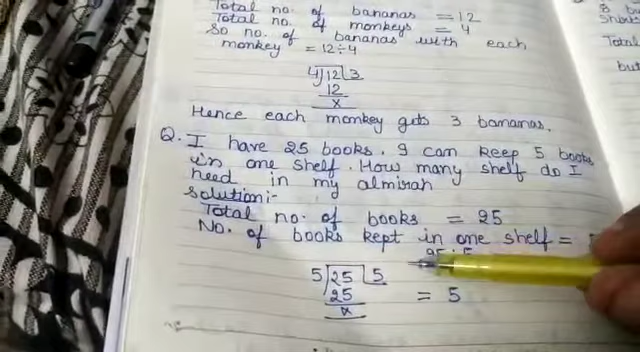 Total no. of bananas = 12
Total no. of monkeys = 4
So no. of bananas with each
monkey = 12÷4
4 12 3
12
x
Hence each monkey gets 3 bananas.
Q. I have 25 books. I can keep 5 books
in one shelf. How many shelf do I
need in my almirah
Solution:-
Total no. of books = 25
No. of books kept in one shelf =
25÷5
5 25 5
25 = 5
x
Total
but